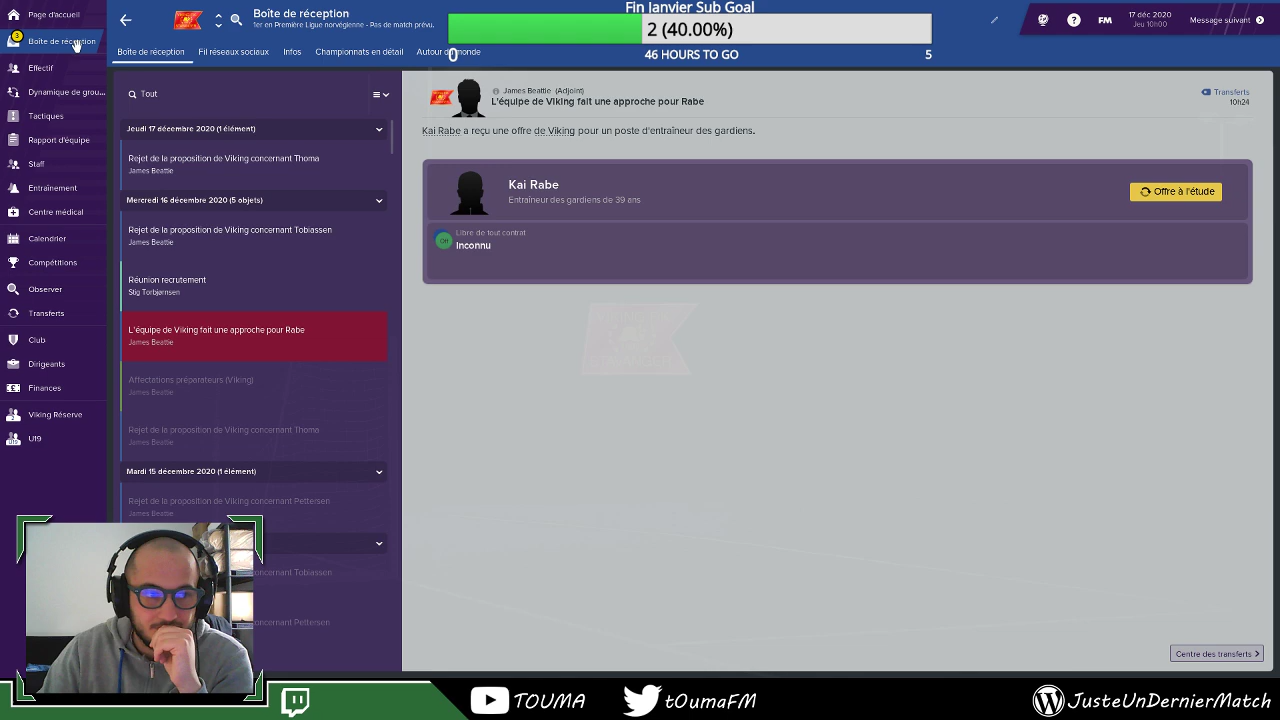 Page d'accueil
3
Boîte de réception
Effectif
Dynamique de grou...
Tactiques
Rapport d'équipe
Staff
Entraînement
Centre médical
Calendrier
Compétitions
Observer
Transferts
Club
Dirigeants
Finances
Viking Réserve
U19
Boîte de réception
1er en Première Ligue norvégienne - Pas de match prévu.
Boîte de réception
Fil réseaux sociaux
Infos
Championnats en détail
Autour du monde
Fin Janvier Sub Goal
2 (40.00%)
0
46 HOURS TO GO
5
FM
17 déc 2020
Jeu 10h00
Message suivant
Tout
Jeudi 17 décembre 2020 (1 élément)
Rejet de la proposition de Viking concernant Thoma
James Beattie
Mercredi 16 décembre 2020 (5 objets)
Rejet de la proposition de Viking concernant Tobiassen
James Beattie
Réunion recrutement
Stig Torbjørnsen
L'équipe de Viking fait une approche pour Rabe
James Beattie
Affectations préparateurs (Viking)
James Beattie
Rejet de la proposition de Viking concernant Thoma
James Beattie
Mardi 15 décembre 2020 (1 élément)
Rejet de la proposition de Viking concernant Pettersen
James Beattie
concernant Tobiassen
concernant Pettersen
James Beattie (Adjoint)
L'équipe de Viking fait une approche pour Rabe
Transferts
10h24
Kai Rabe a reçu une offre de Viking pour un poste d'entraîneur des gardiens.
Kai Rabe
Entraîneur des gardiens de 39 ans
Offre à l'étude
Off
Libre de tout contrat
Inconnu
Centre des transferts
TOUMA
tOumaFM
JusteUnDernierMatch